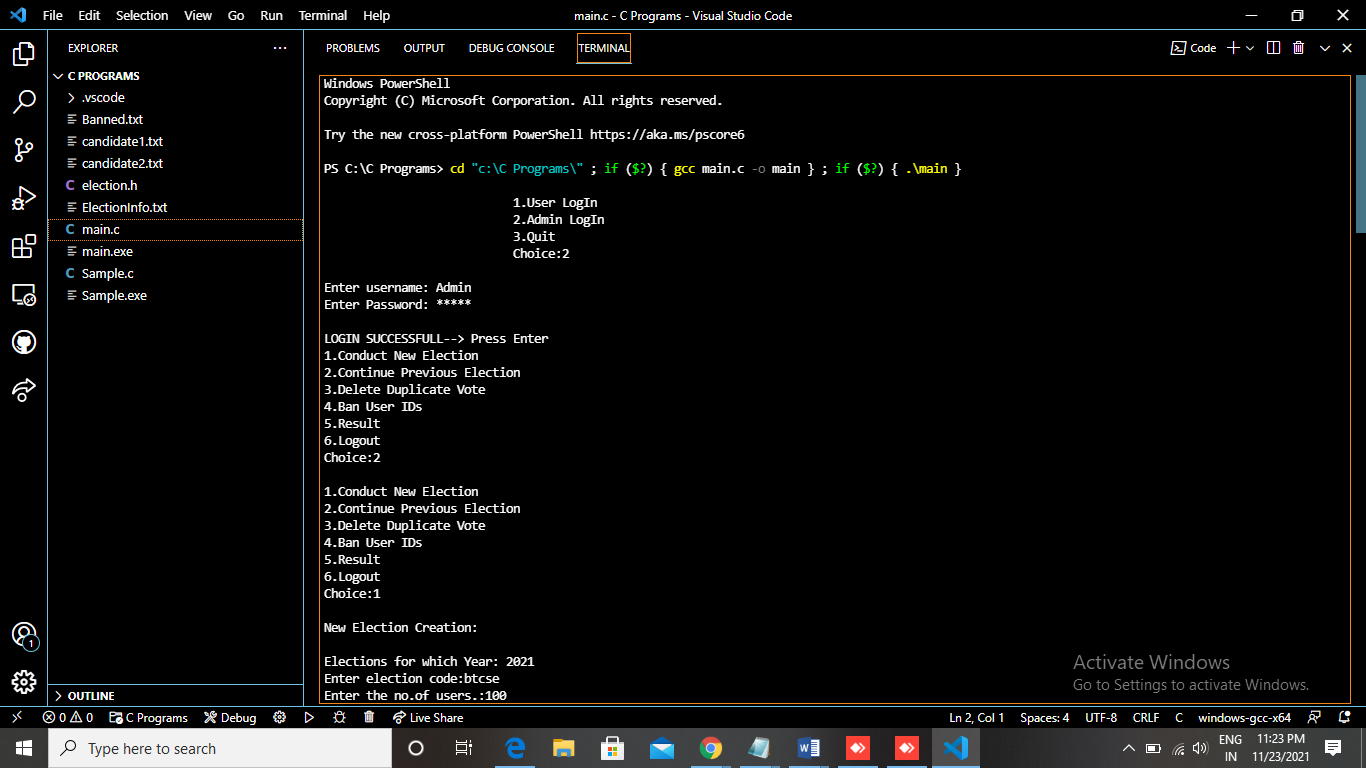 File Edit Selection View Go Run Terminal Help main.c - C Programs - Visual Studio Code
EXPLORER ···
C PROGRAMS
.vscode
Banned.txt
candidate1.txt
candidate2.txt
C election.h
ElectionInfo.txt
C main.c
main.exe
C Sample.c
Sample.exe
OUTLINE
1
PROBLEMS OUTPUT DEBUG CONSOLE TERMINAL Code
Windows PowerShell
Copyright (C) Microsoft Corporation. All rights reserved.
Try the new cross-platform PowerShell https://aka.ms/pscore6
PS C:\C Programs> cd "c:\C Programs\" ; if ($?) { gcc main.c -o main } ; if ($?) { .\main }
1.User LogIn
2.Admin LogIn
3.Quit
Choice:2
Enter username: Admin
Enter Password: *****
LOGIN SUCCESSFULL--> Press Enter
1.Conduct New Election
2.Continue Previous Election
3.Delete Duplicate Vote
4.Ban User IDs
5.Result
6.Logout
Choice:2
1.Conduct New Election
2.Continue Previous Election
3.Delete Duplicate Vote
4.Ban User IDs
5.Result
6.Logout
Choice:1
New Election Creation:
Elections for which Year: 2021
Enter election code:btcse
Enter the no.of users.:100
Activate Windows
Go to Settings to activate Windows.
0 0 C Programs Debug Live Share Ln 2, Col 1 Spaces: 4 UTF-8 CRLF C windows-gcc-x64
Type here to search
ENG
IN
11:23 PM
11/23/2021